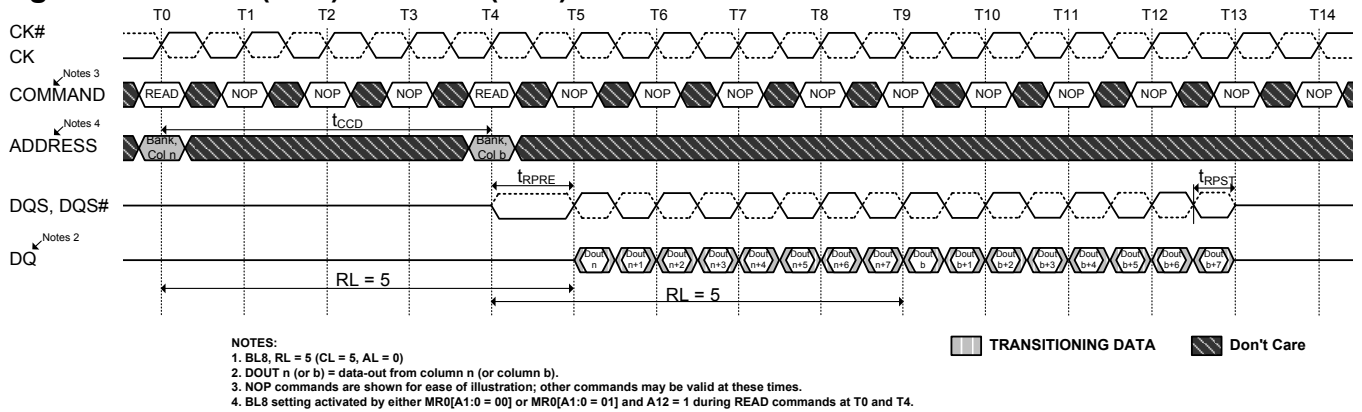 T0 T1 T2 T3 T4 T5 T6 T7 T8 T9 T10 T11 T12 T13 T14
CK#
CK
Notes 3
COMMAND
READ NOP NOP NOP READ NOP NOP NOP NOP NOP NOP NOP NOP NOP NOP
tCCD
Notes 4
ADDRESS
Bank, Col n
Bank, Col b
tRPRE
tRPST
DQS, DQS#
Notes 2
DQ
Dout n Dout n+1 Dout n+2 Dout n+3 Dout n+4 Dout n+5 Dout n+6 Dout n+7 Dout b Dout b+1 Dout b+2 Dout b+3 Dout b+4 Dout b+5 Dout b+6 Dout b+7
RL = 5
RL = 5
NOTES:
1. BL8, RL = 5 (CL = 5, AL = 0)
2. DOUT n (or b) = data-out from column n (or column b).
3. NOP commands are shown for ease of illustration; other commands may be valid at these times.
4. BL8 setting activated by either MR0[A1:0 = 00] or MR0[A1:0 = 01] and A12 = 1 during READ commands at T0 and T4.
TRANSITIONING DATA
Don't Care